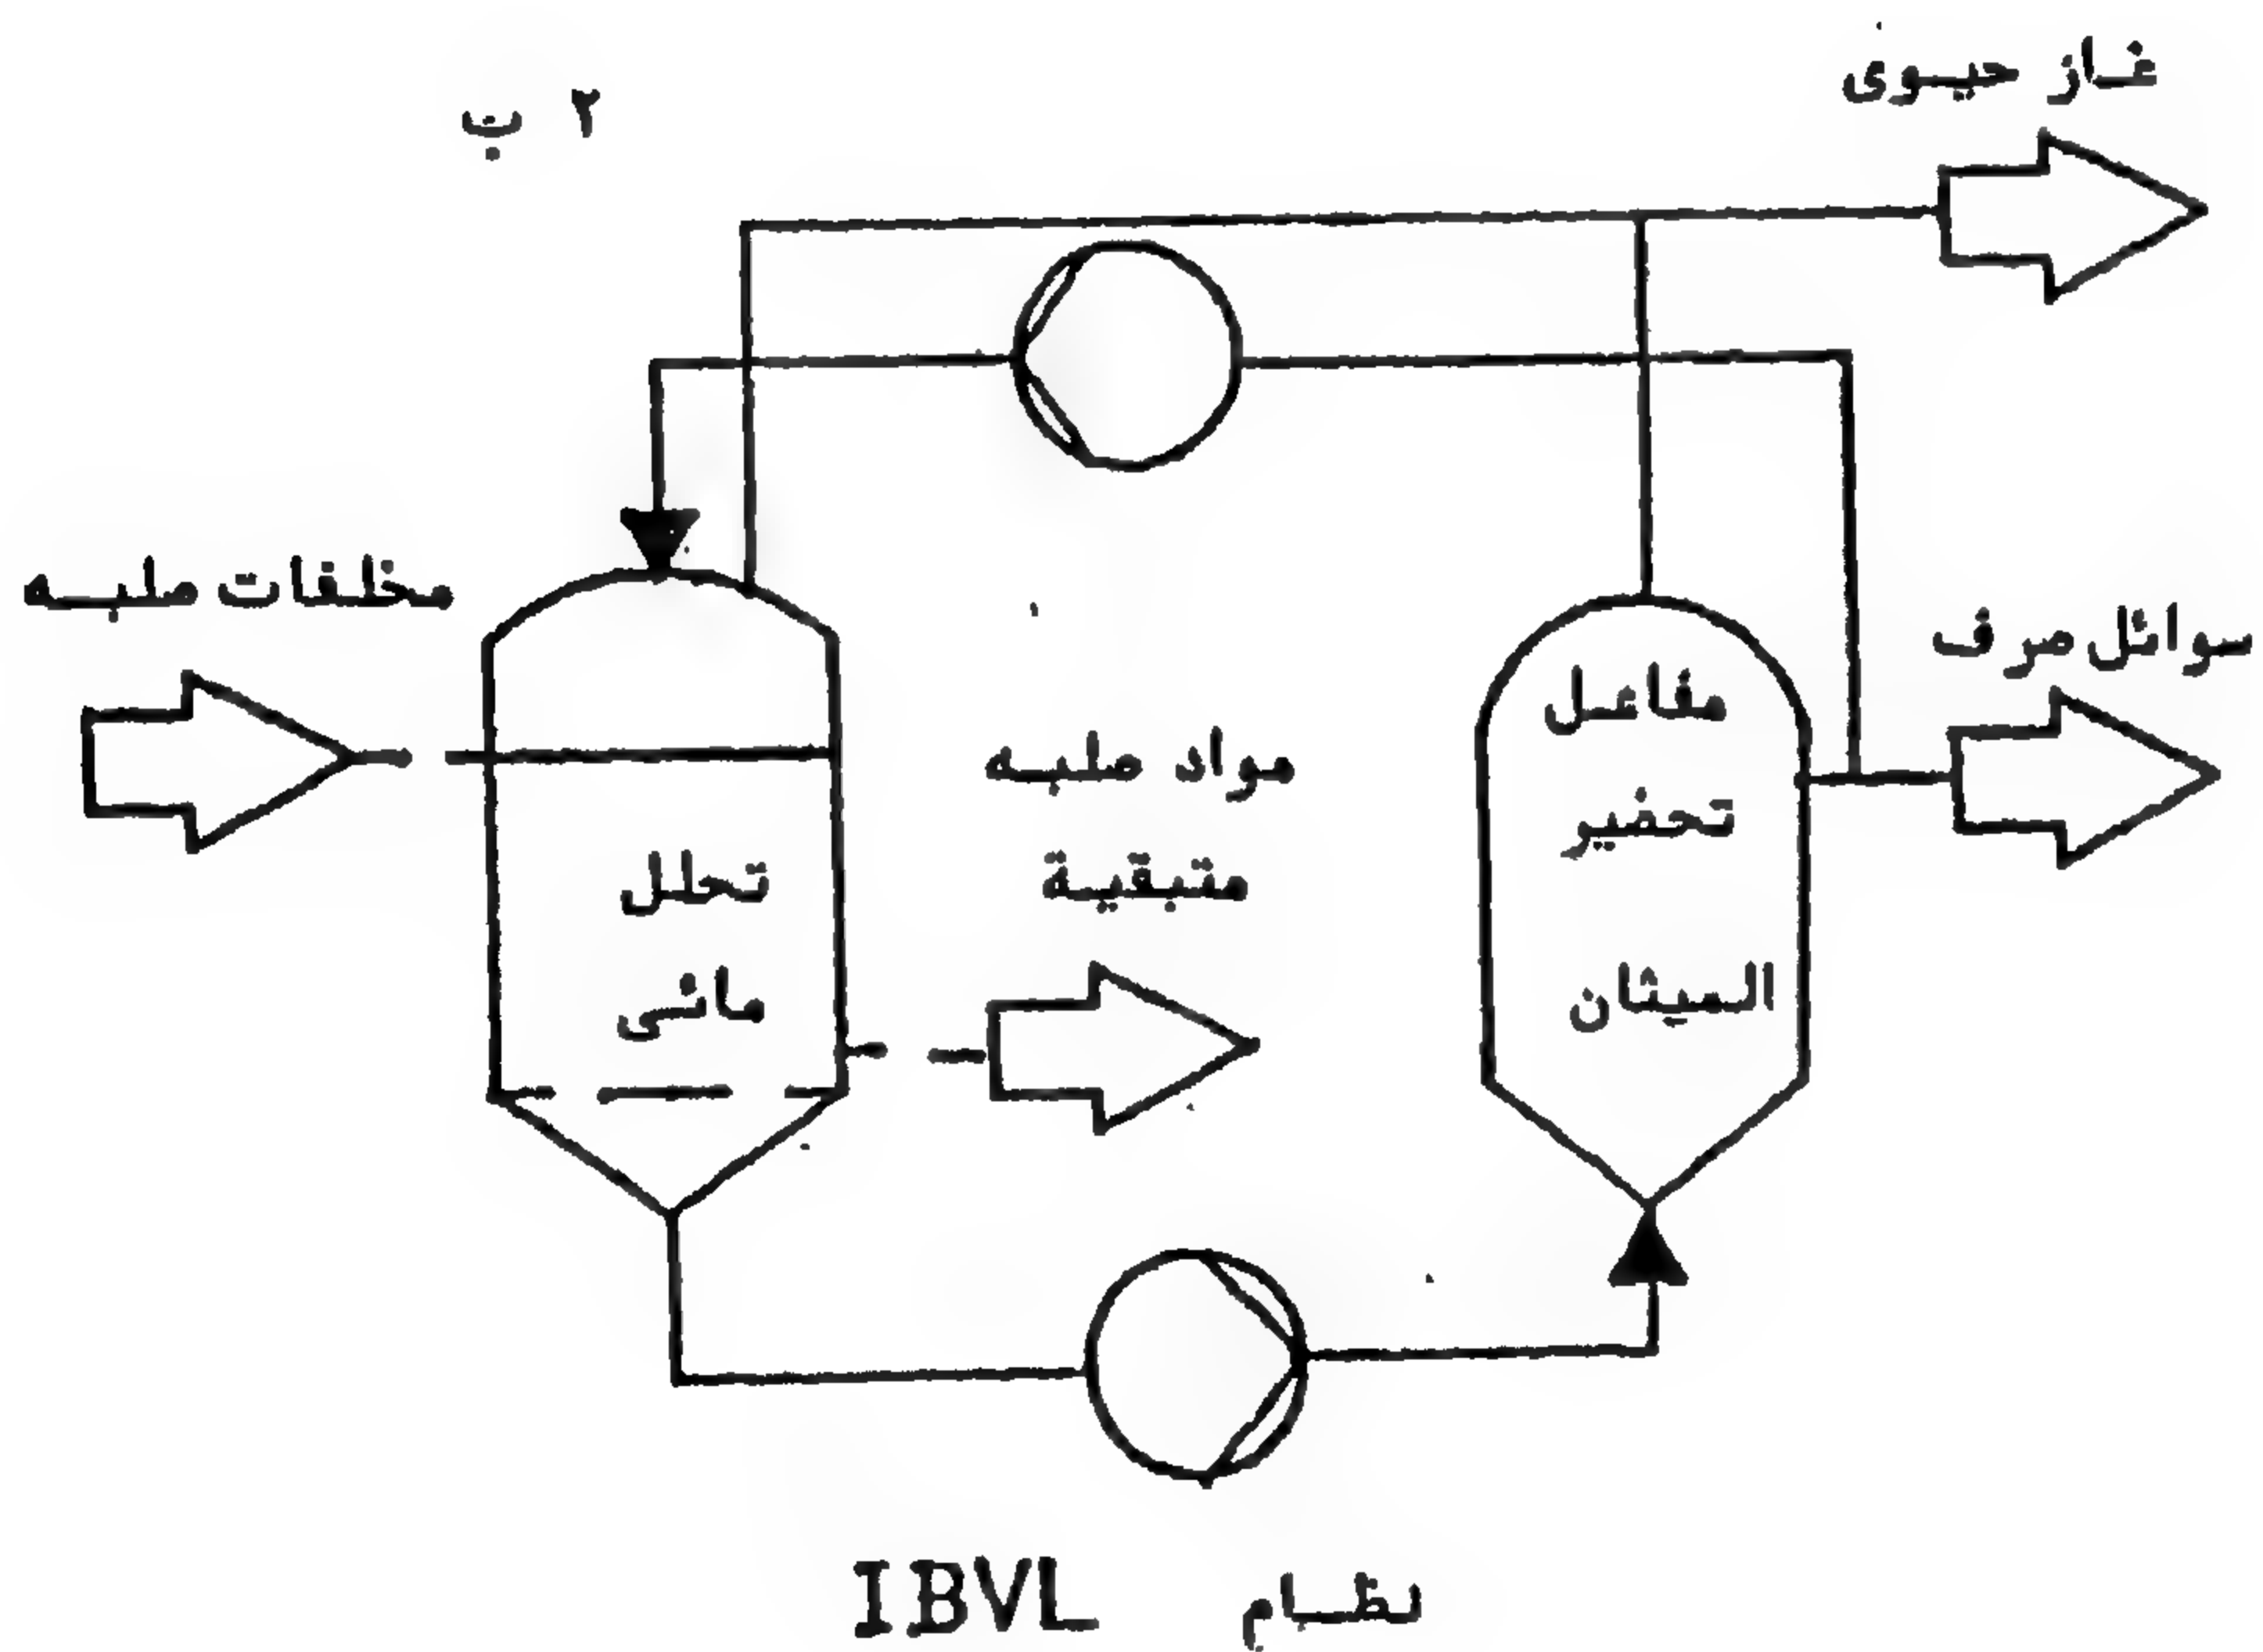 ٢ ب
غاز حيوى
مخلفات صلبه
سوائل صرف
مواد صلبه
متبقية
مفاعل
تحضير
الميثان
تحلل
مائى
نظام IBVL